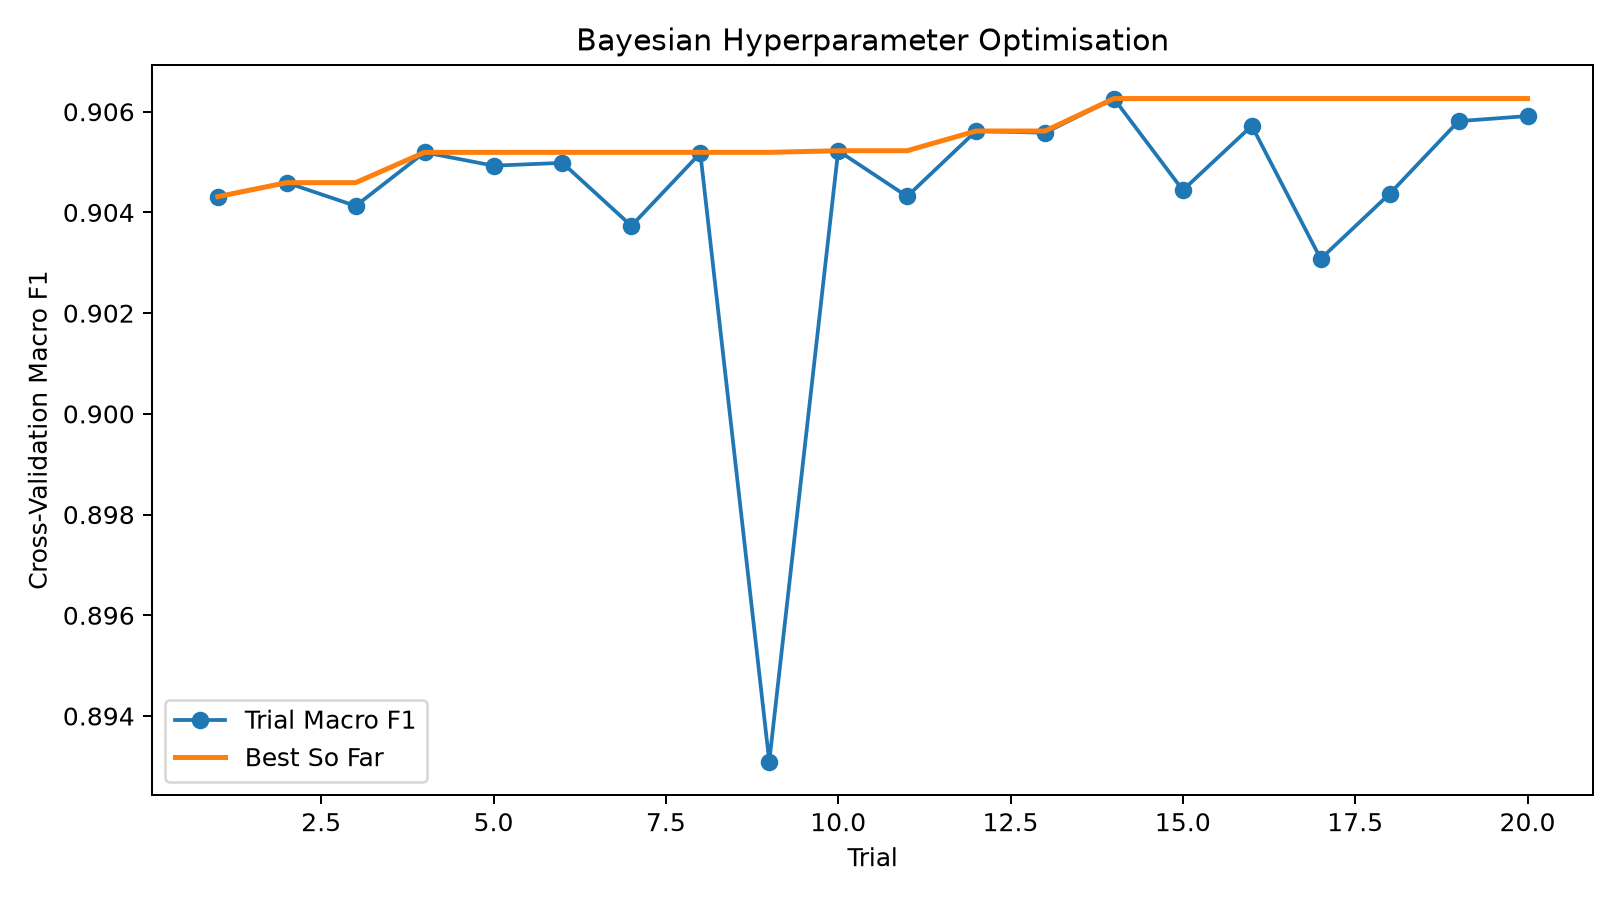 Bayesian Hyperparameter Optimisation
Cross-Validation Macro F1
0.906
0.904
0.902
0.900
0.898
0.896
0.894
Trial Macro F1
Best So Far
2.5 5.0 7.5 10.0 12.5 15.0 17.5 20.0
Trial